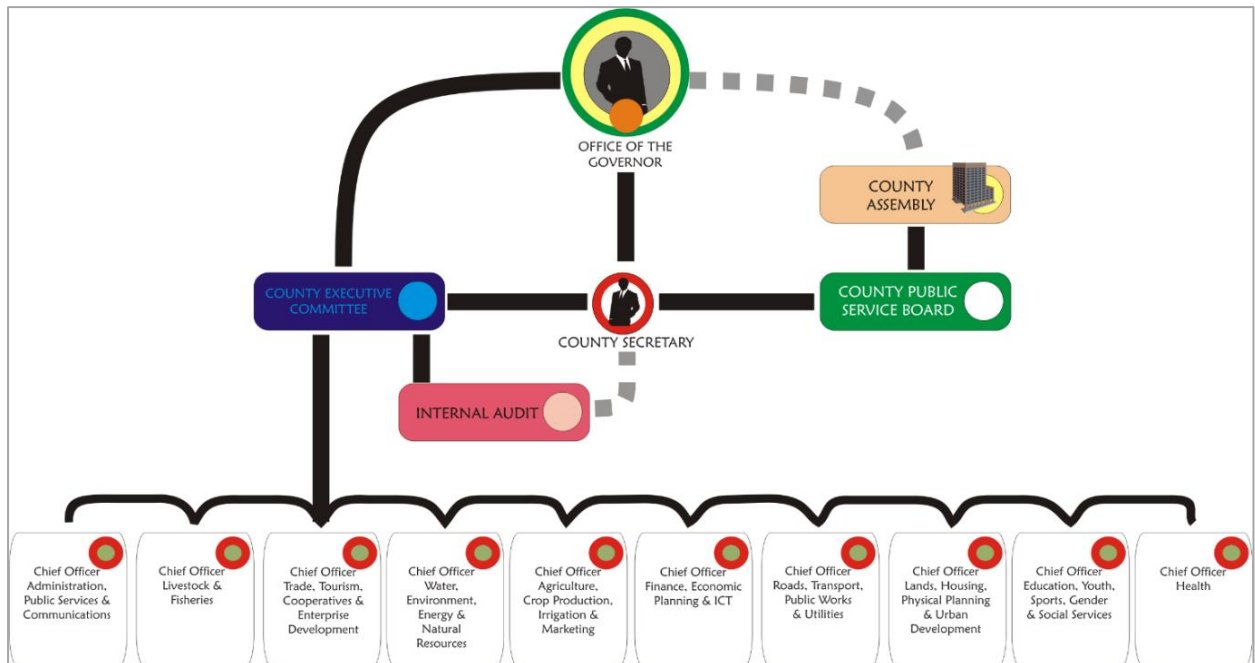 OFFICE OF THE
GOVERNOR
COUNTY
ASSEMBLY
COUNTY EXECUTIVE
COMMITTEE
COUNTY SECRETARY
COUNTY PUBLIC
SERVICE BOARD
INTERNAL AUDIT
Chief Officer
Administration,
Public Services &
Communications
Chief Officer
Livestock &
Fisheries
Chief Officer
Trade, Tourism,
Cooperatives &
Enterprise
Development
Chief Officer
Water,
Environment,
Energy &
Natural
Resources
Chief Officer
Agriculture,
Crop Production,
Irrigation &
Marketing
Chief Officer
Finance, Economic
Planning & ICT
Chief Officer
Roads, Transport,
Public Works
& Utilities
Chief Officer
Lands, Housing,
Physical Planning
& Urban
Development
Chief Officer
Education, Youth,
Sports, Gender
& Social Services
Chief Officer
Health